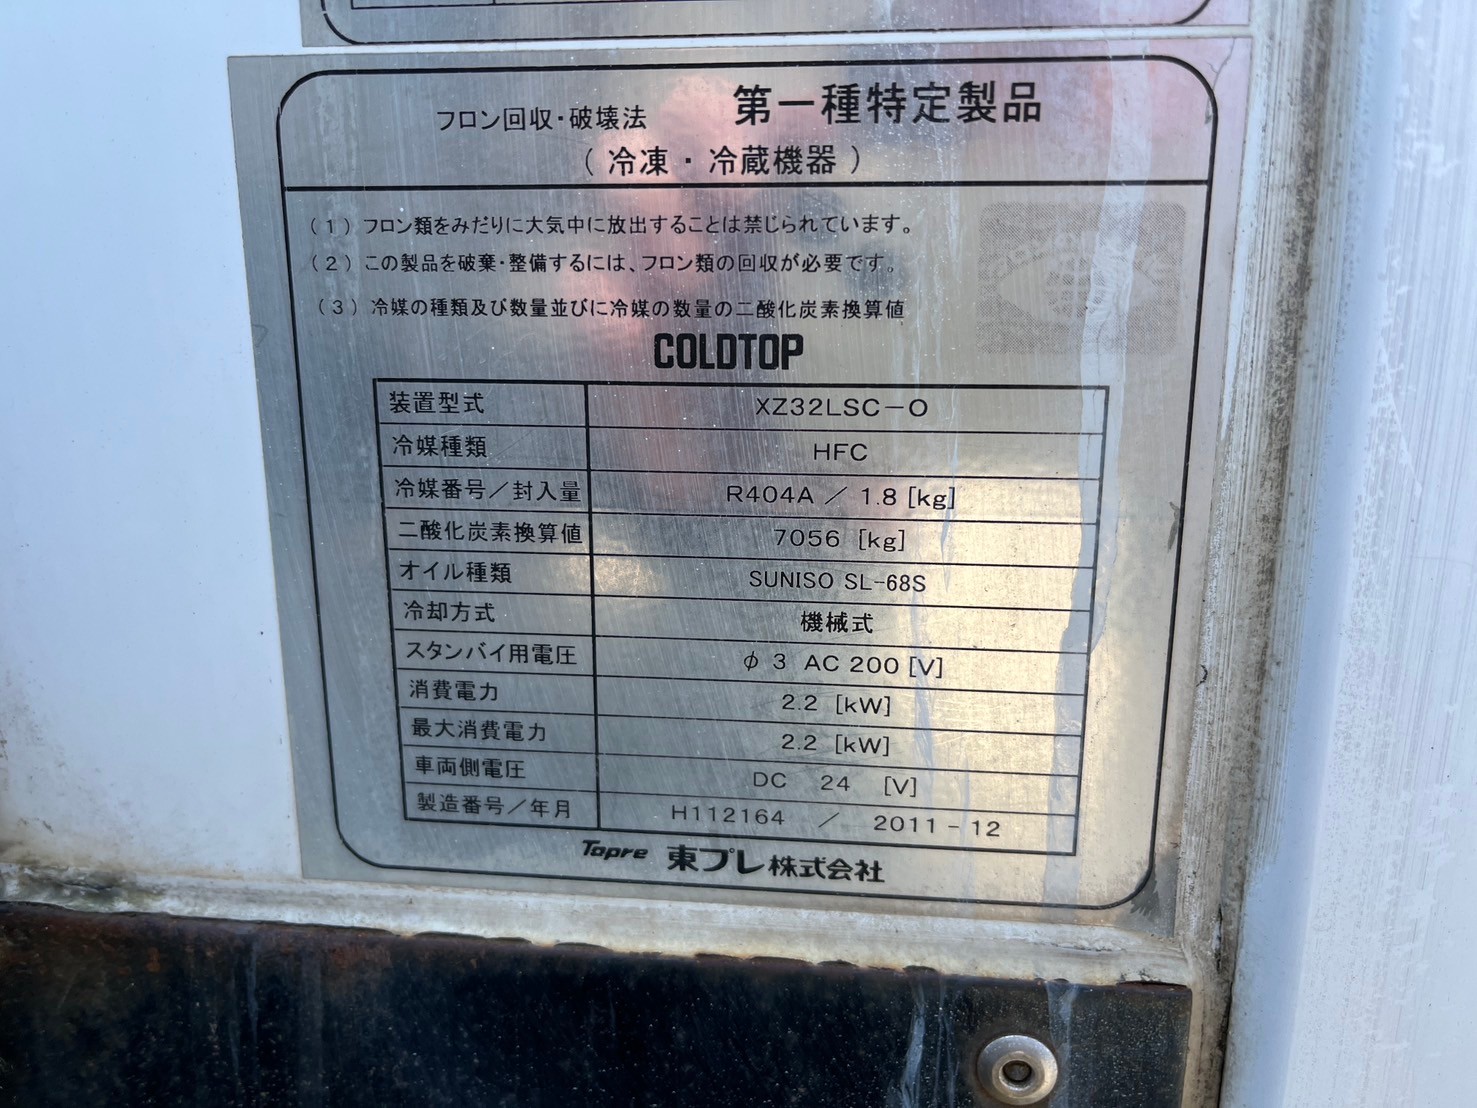 フロン回収・破壊法 第一種特定製品
(冷凍・冷蔵機器)
(1)フロン類をみだりに大気中に放出することは禁じられています。
(2)この製品を破棄・整備するには、フロン類の回収が必要です。
(3)冷媒の種類及び数量並びに冷媒の数量の二酸化炭素換算値
COLDTOP
装置型式 XZ32LSC-O
冷媒種類 HFC
冷媒番号/封入量 R404A / 1.8 [kg]
二酸化炭素換算値 7056 [kg]
オイル種類 SUNISO SL-68S
冷却方式 機械式
スタンバイ用電圧 φ 3 AC 200 [V]
消費電力 2.2 [kW]
最大消費電力 2.2 [kW]
車両側電圧 DC 24 [V]
製造番号/年月 H112164 / 2011-12
Topre 東プレ株式会社